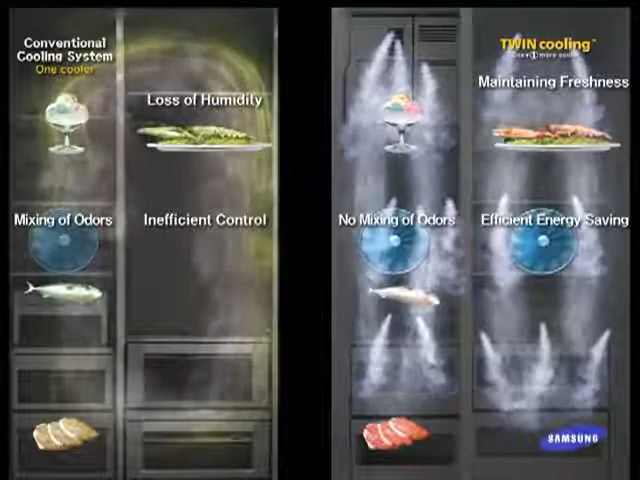 Conventional
Cooling System
One cooler
Loss of Humidity
Mixing of Odors
Inefficient Control
TWIN cooling™
Maintaining Freshness
No Mixing of Odors
Efficient Energy Saving
SAMSUNG